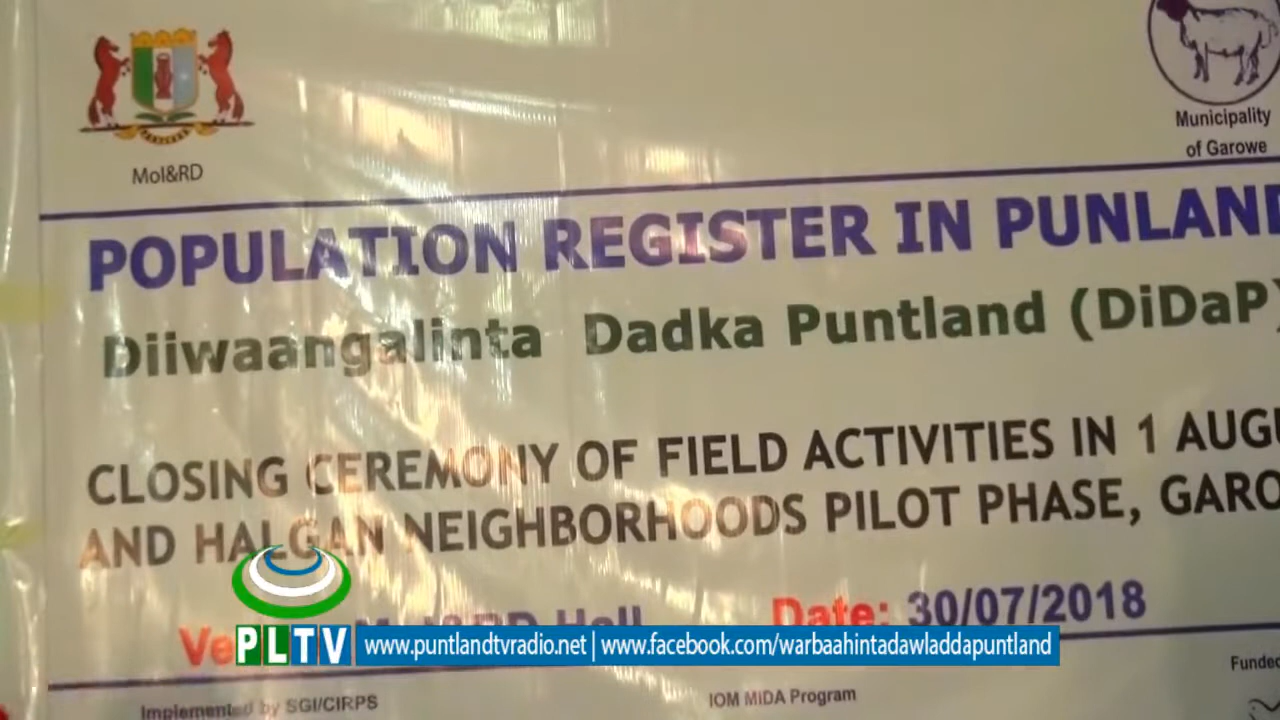 MoI&RD
Municipality
of Garowe
POPULATION REGISTER IN PUNLAND
Diiwaangalinta Dadka Puntland (DiDaP)
CLOSING CEREMONY OF FIELD ACTIVITIES IN 1
AND HALGAN NEIGHBORHOODS PILOT PHASE,
Hall Date: 30/07/2018
PLTV www.puntlandtvradio.net | www.facebook.com/warbaahintadawladdapuntland
Implemented by SGI/CIRPS
IOM MIDA Program